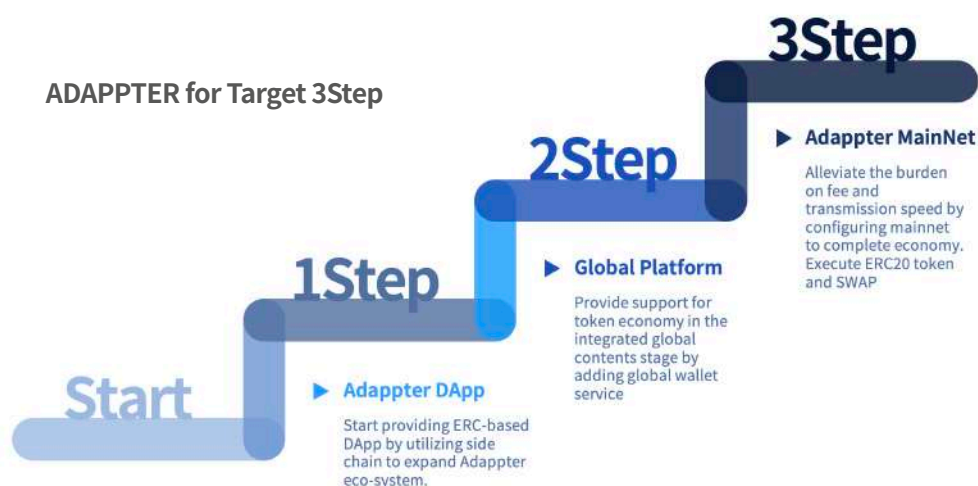 ADAPPTER for Target 3Step
Start
1Step
Adappter DApp
Start providing ERC-based
DApp by utilizing side
chain to expand Adappter
eco-system.
2Step
Global Platform
Provide support for
token economy in the
integrated global
contents stage by
adding global wallet
service
3Step
Adappter MainNet
Alleviate the burden
on fee and
transmission speed by
configuring mainnet
to complete economy.
Execute ERC20 token
and SWAP